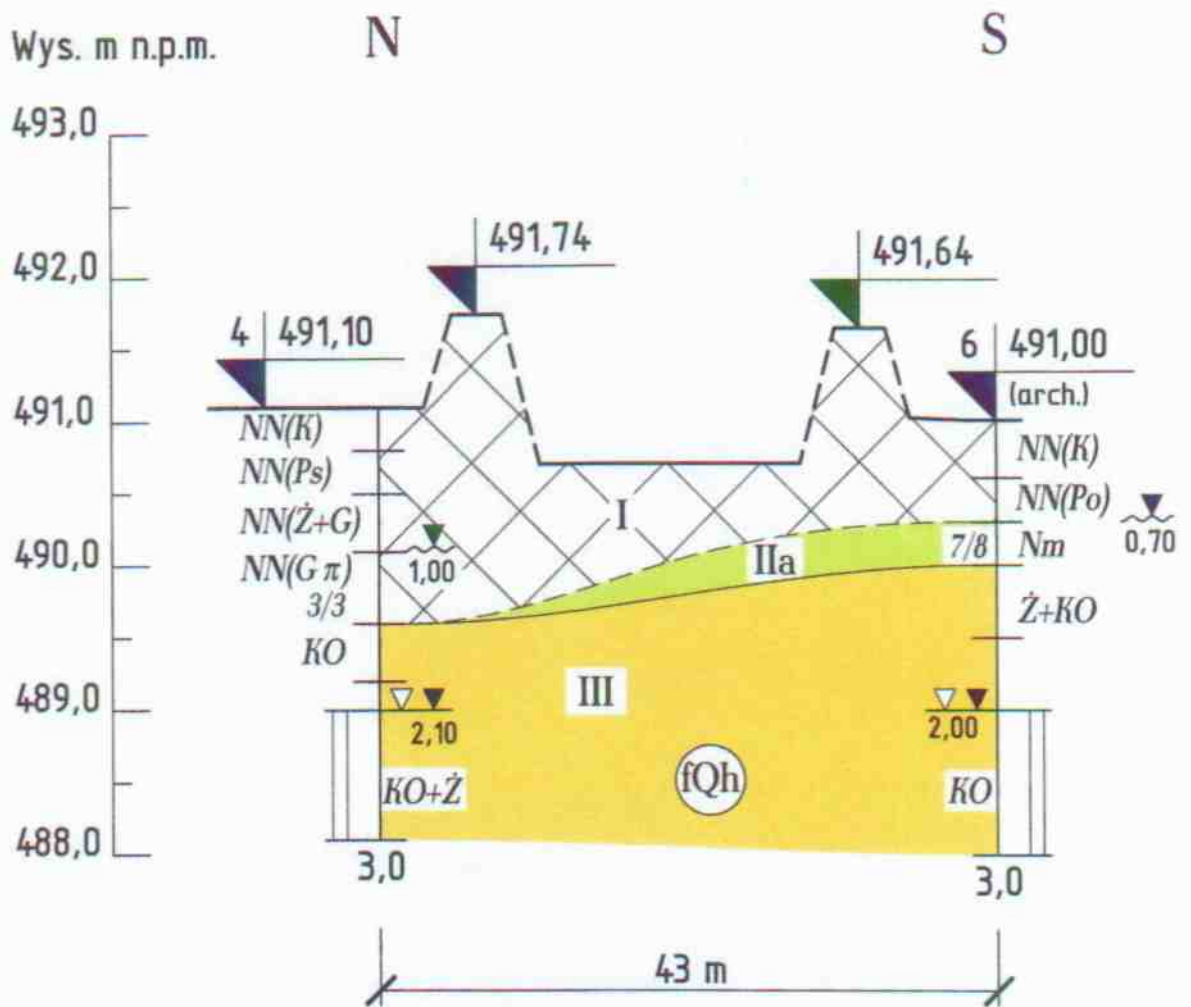 N S
Wys. m n.p.m.
493,0
491,74 491,64
492,0
4 491,10 6 491,00
(arch.)
491,0
NN(K) NN(K)
NN(Ps) NN(Po)
I
NN(Ż+G) 0,70
490,0
1,00 IIa 7/8 Nm
NN(Gπ)
3/3 Ż+KO
KO
III
489,0
2,10 2,00
KO+Ż fQh KO
488,0
3,0 3,0
43 m